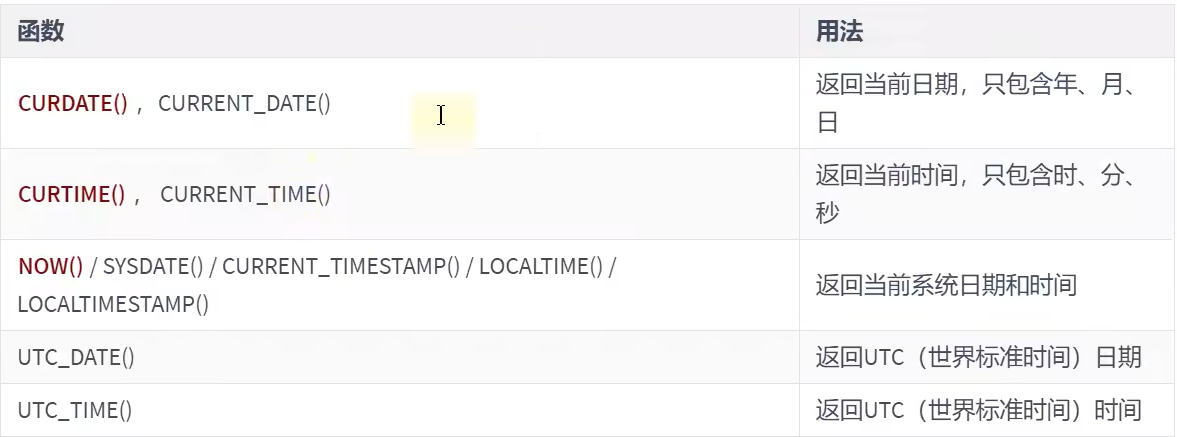 函数 用法
CURDATE() ，CURRENT_DATE() 返回当前日期，只包含年、月、
日
CURTIME() ， CURRENT_TIME() 返回当前时间，只包含时、分、
秒
NOW() / SYSDATE() / CURRENT_TIMESTAMP() / LOCALTIME() /
LOCALTIMESTAMP() 返回当前系统日期和时间
UTC_DATE() 返回UTC（世界标准时间）日期
UTC_TIME() 返回UTC（世界标准时间）时间